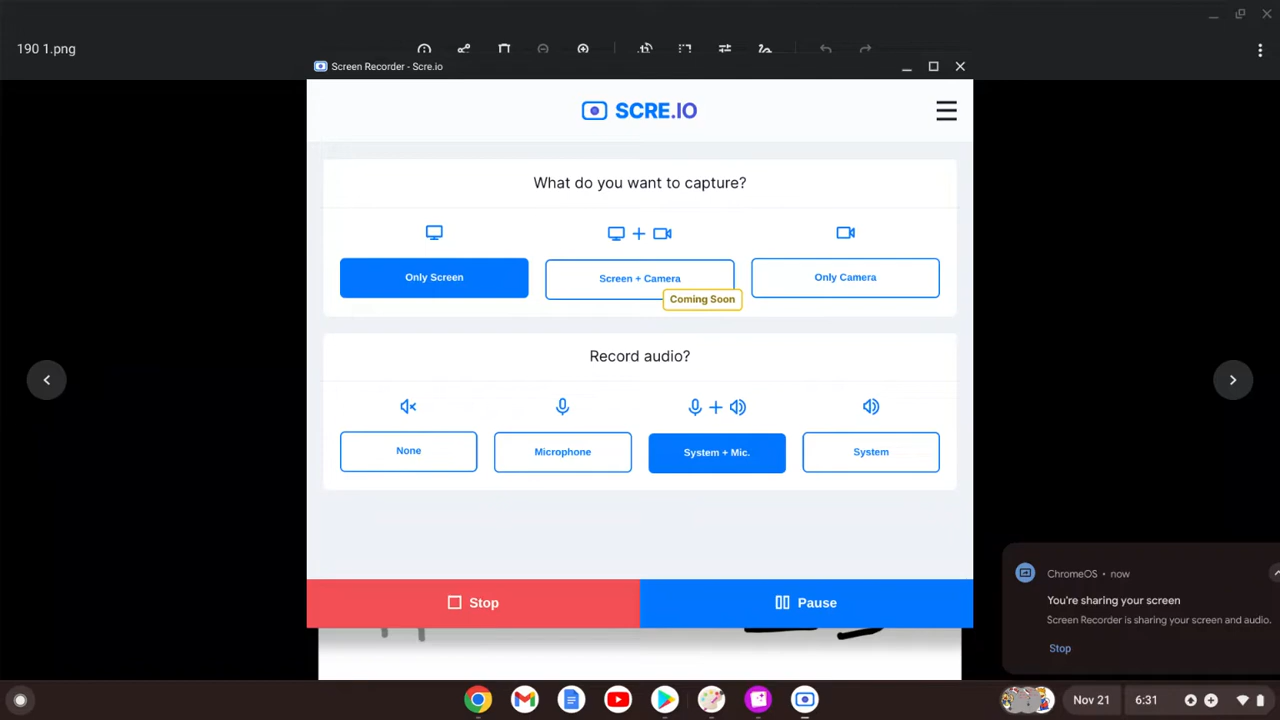 190 1.png
Screen Recorder - Scre.io
SCRE.IO
What do you want to capture?
Only Screen
Screen + Camera
Only Camera
Coming Soon
Record audio?
None
Microphone
System + Mic.
System
Stop
Pause
ChromeOS • now
You're sharing your screen
Screen Recorder is sharing your screen and audio.
Stop
Nov 21
6:31